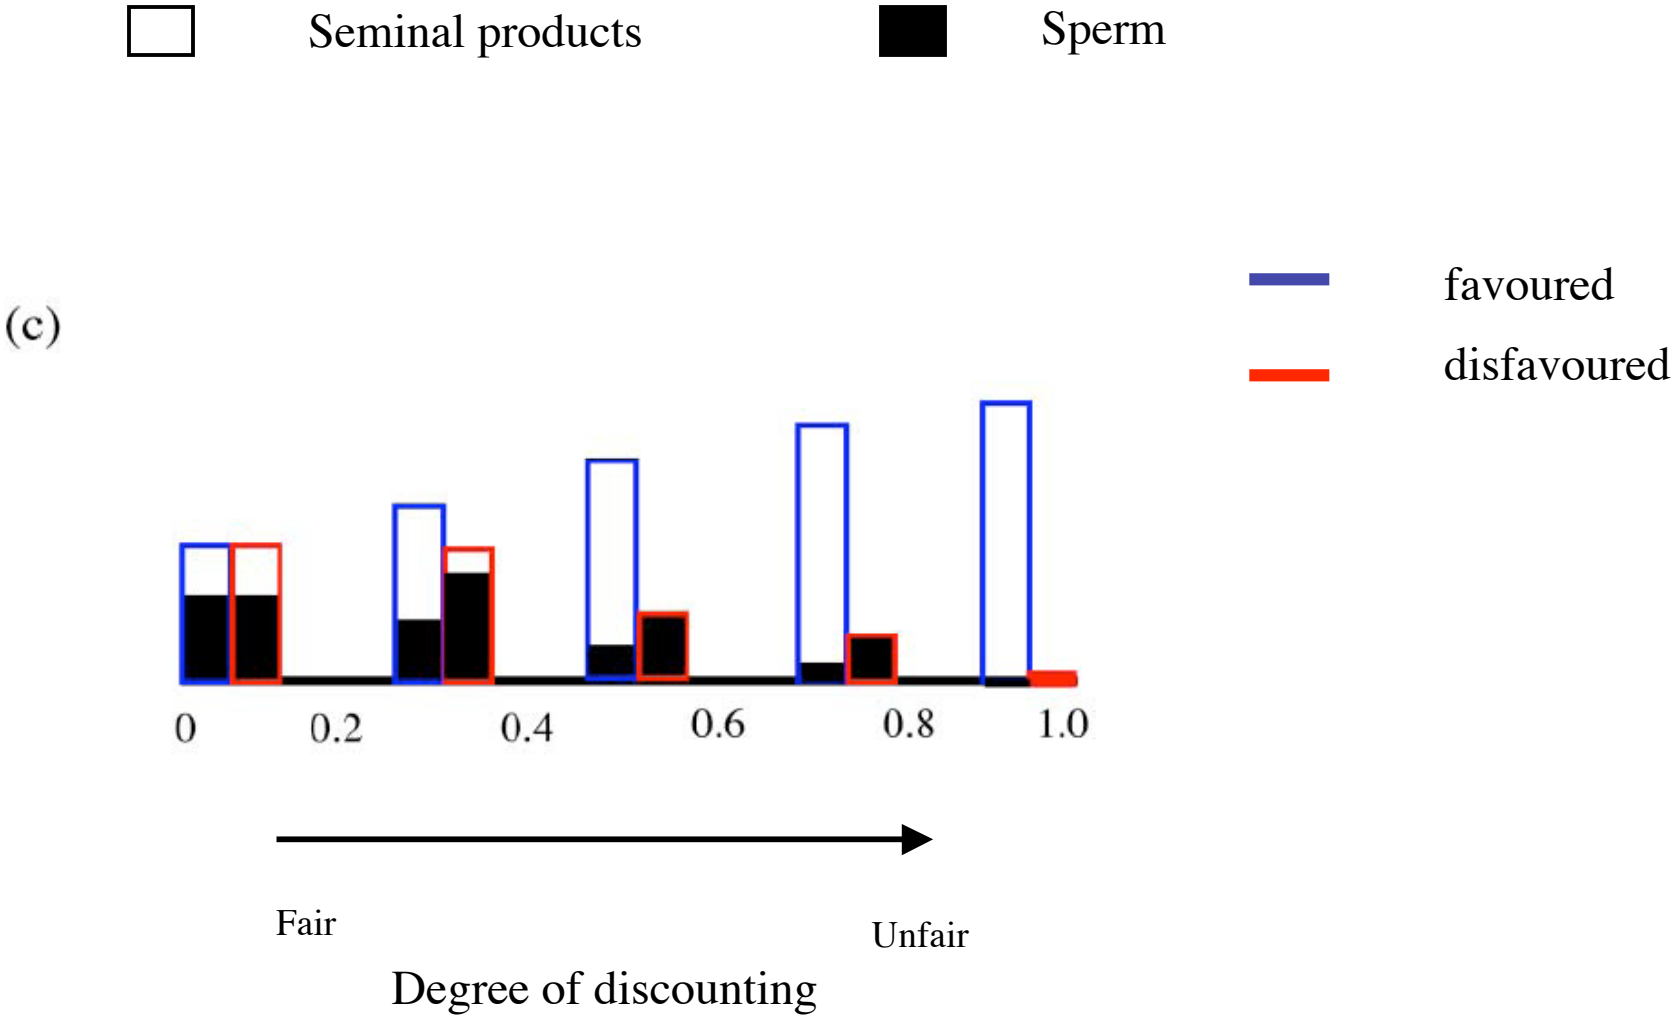 Seminal products Sperm
favoured
(c)
disfavoured
0 0.2 0.4 0.6 0.8 1.0
Fair
Unfair
Degree of discounting